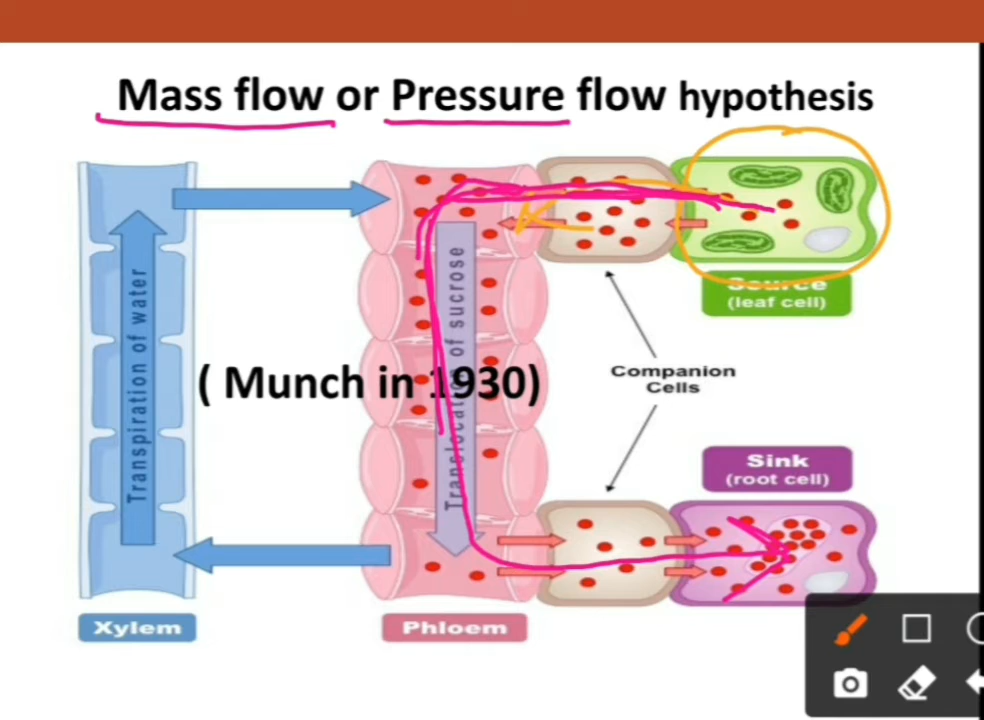 Mass flow or Pressure flow hypothesis
Transpiration of water
Translocation of sucrose
( Munch in 1930)
Source
(leaf cell)
Companion
Cells
Sink
(root cell)
Xylem
Phloem